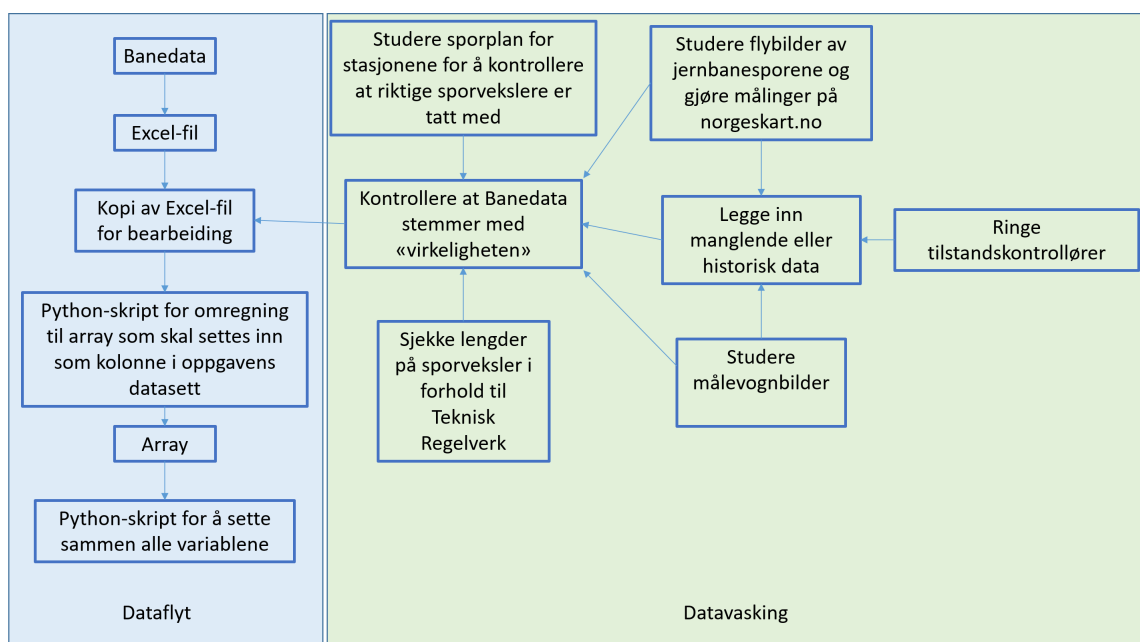 Banedata
Excel-fil
Kopi av Excel-fil
for bearbeiding
Python-skript for omregning
til array som skal settes inn
som kolonne i oppgavens
datasett
Array
Python-skript for å sette
sammen alle variablene
Dataflyt
Studere sporplan for
stasjonene for å kontrollere
at riktige sporvekslere er
tatt med
Studere flybilder av
jernbanesporene og
gjøre målinger på
norgeskart.no
Kontrollere at Banedata
stemmer med
«virkeligheten»
Legge inn
manglende eller
historisk data
Ringe
tilstandskontrollører
Sjekke lengder
på sporveksler i
forhold til
Teknisk
Regelverk
Studere
målevognbilder
Datavasking